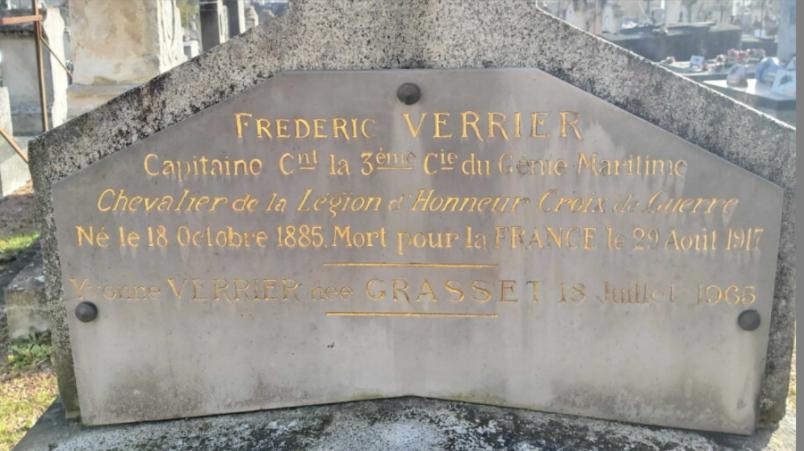 FREDERIC VERRIER
Capitaine Cnt la 3ème Cie du Génie Maritime
Chevalier de la Légion d'Honneur Croix de Guerre
Né le 18 Octobre 1885. Mort pour la FRANCE le 29 Août 1917
Yvonne VERRIER née GRASSET 18 Juillet 1965